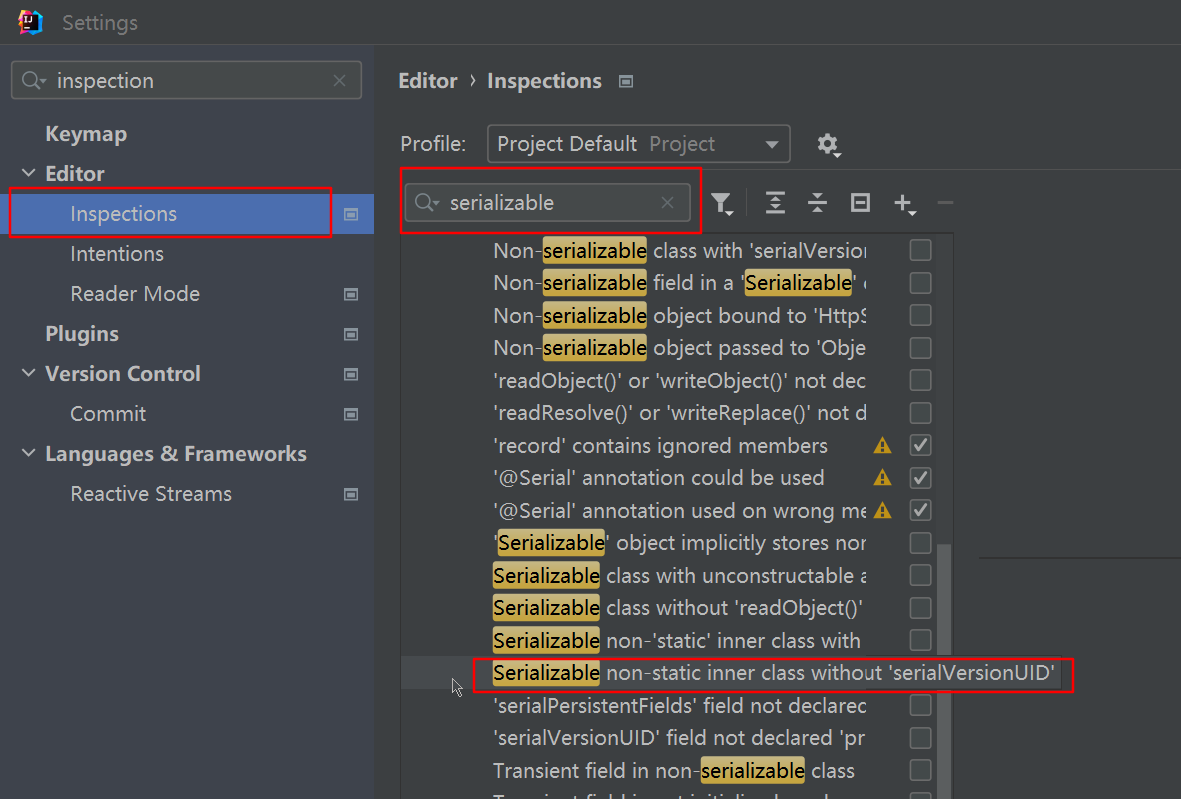 Settings
inspection
Keymap
Editor
Inspections
Intentions
Reader Mode
Plugins
Version Control
Commit
Languages & Frameworks
Reactive Streams
Editor › Inspections
Profile: Project Default Project
serializable
Non-serializable class with 'serialVersion
Non-serializable field in a 'Serializable'
Non-serializable object bound to 'HttpS
Non-serializable object passed to 'Obje
'readObject()' or 'writeObject()' not dec
'readResolve()' or 'writeReplace()' not d
'record' contains ignored members
'@Serial' annotation could be used
'@Serial' annotation used on wrong me
'Serializable' object implicitly stores nor
Serializable class with unconstructable a
Serializable class without 'readObject()'
Serializable non-'static' inner class with
Serializable non-static inner class without 'serialVersionUID'
'serialPersistentFields' field not declared
'serialVersionUID' field not declared 'pr
Transient field in non-serializable class